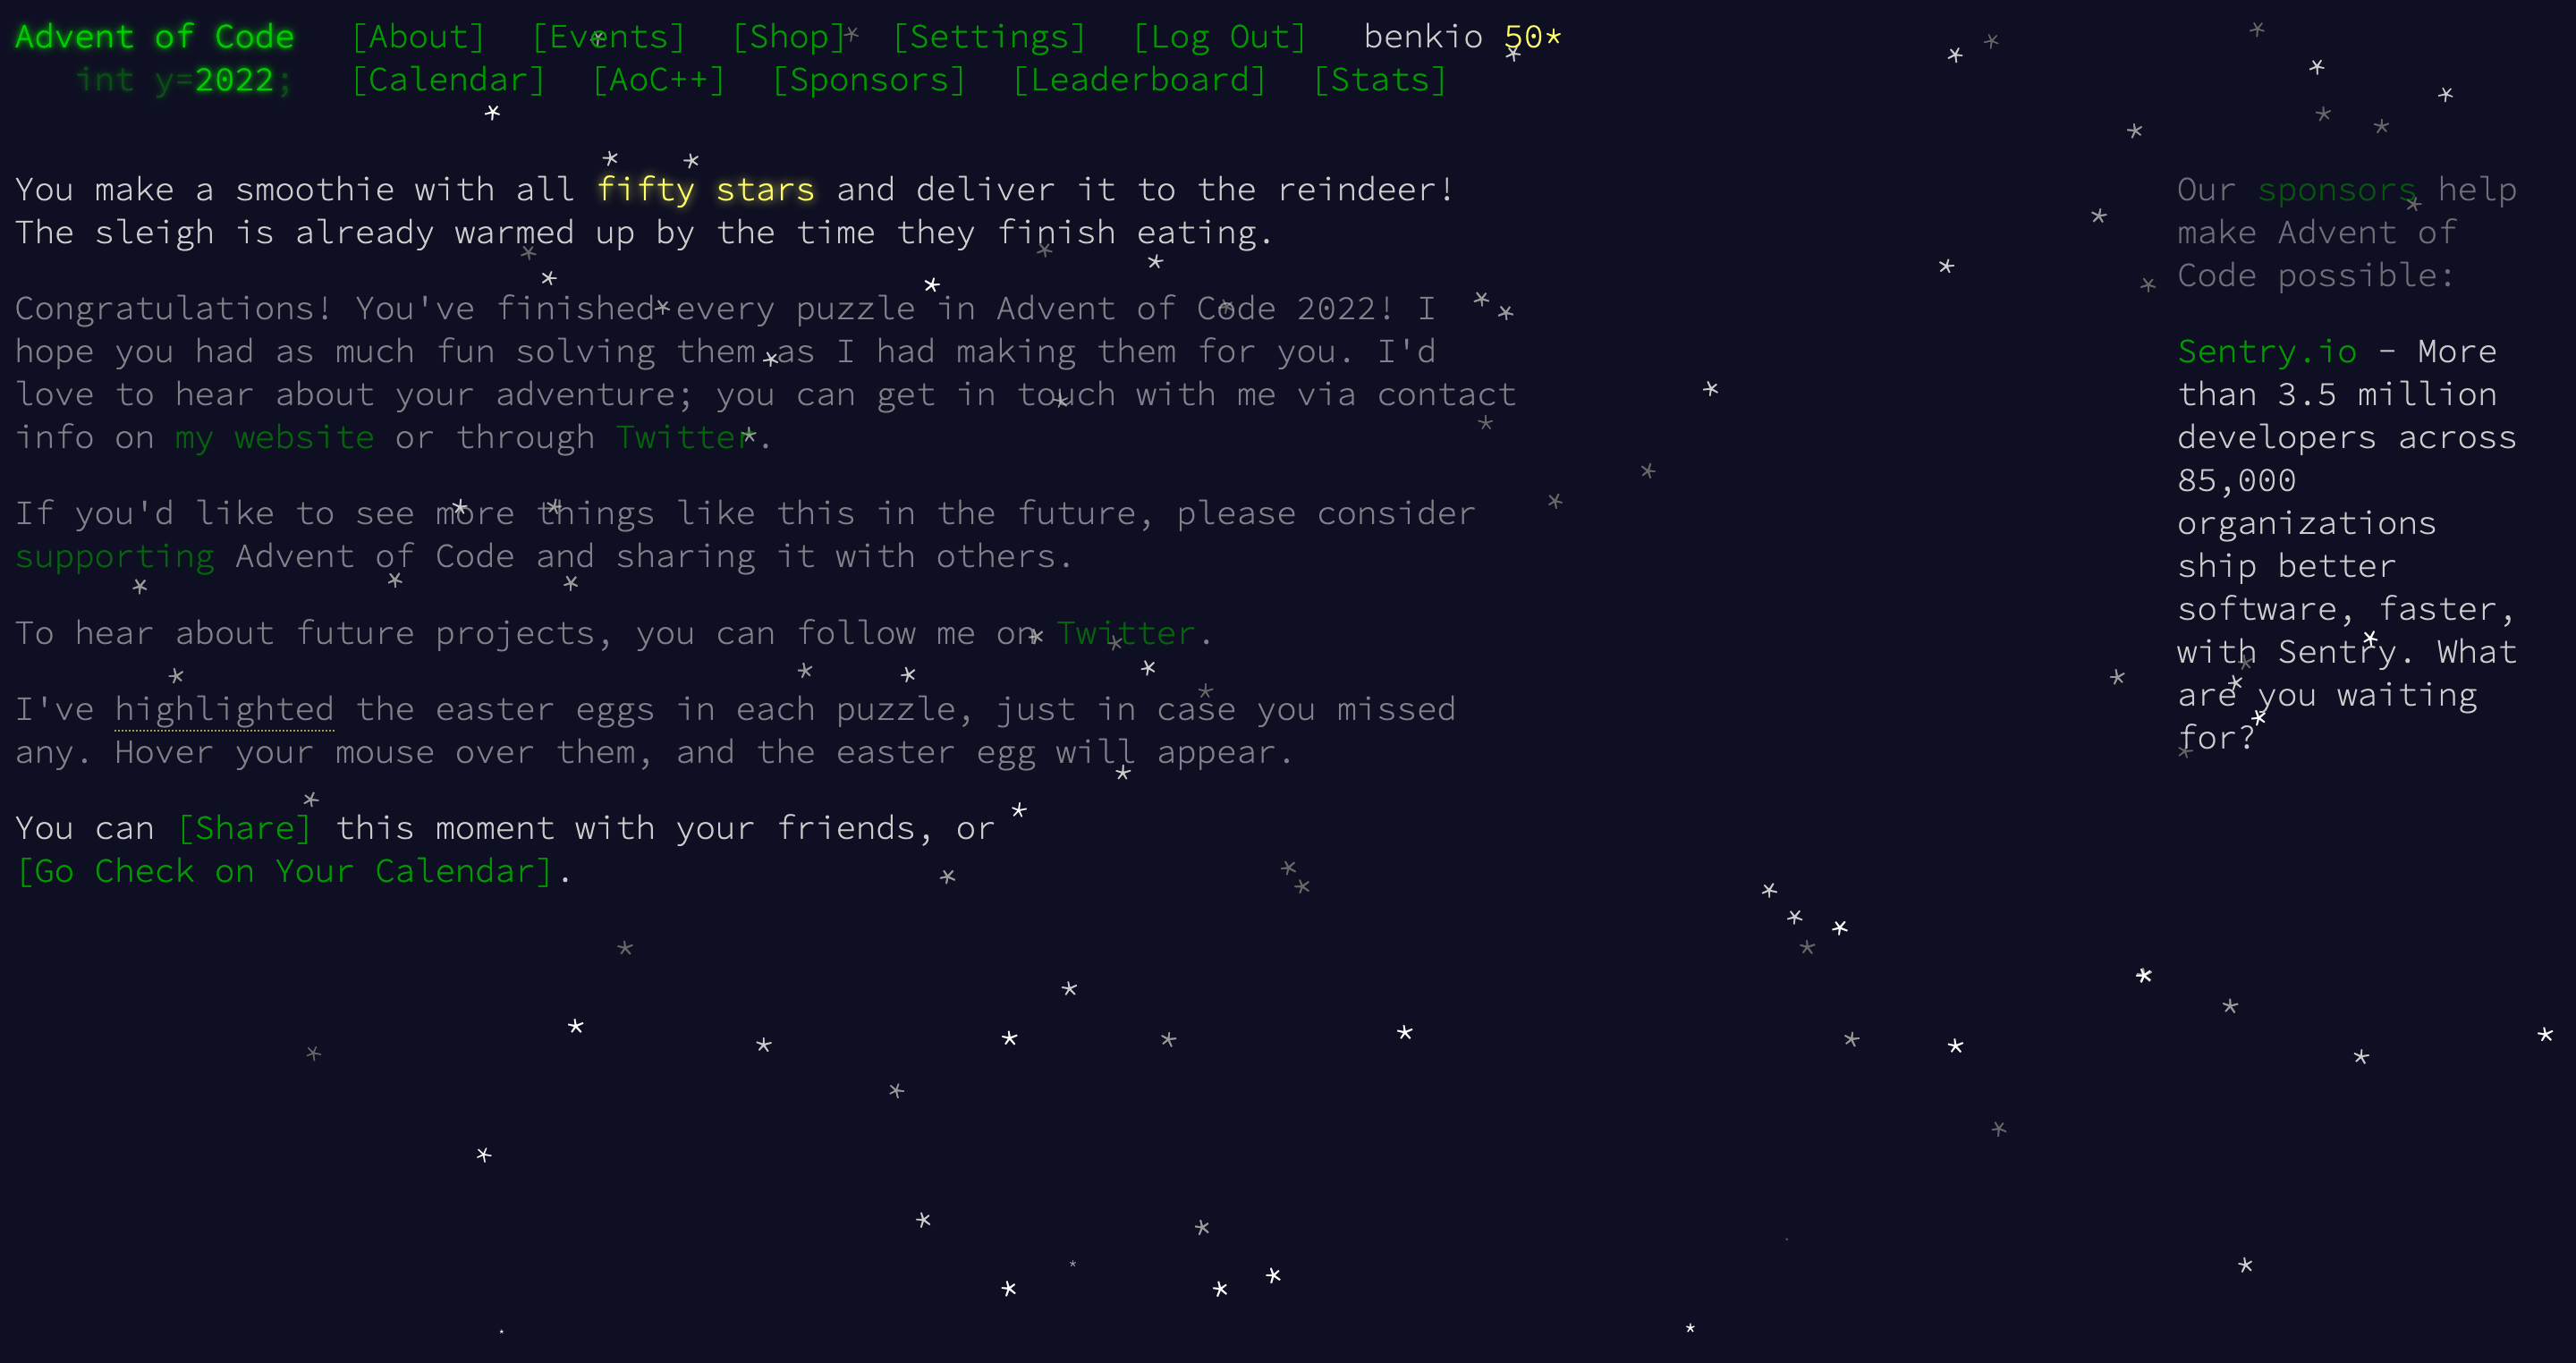 Advent of Code [About] [Events] [Shop] [Settings] [Log Out] benkio 50*
int y=2022; [Calendar] [AoC++] [Sponsors] [Leaderboard] [Stats]
You make a smoothie with all fifty stars and deliver it to the reindeer!
The sleigh is already warmed up by the time they finish eating.
Congratulations! You've finished every puzzle in Advent of Code 2022! I
hope you had as much fun solving them as I had making them for you. I'd
love to hear about your adventure; you can get in touch with me via contact
info on my website or through Twitter.
If you'd like to see more things like this in the future, please consider
supporting Advent of Code and sharing it with others.
To hear about future projects, you can follow me on Twitter.
I've highlighted the easter eggs in each puzzle, just in case you missed
any. Hover your mouse over them, and the easter egg will appear.
You can [Share] this moment with your friends, or
[Go Check on Your Calendar].
Our sponsors help
make Advent of
Code possible:
Sentry.io - More
than 3.5 million
developers across
85,000
organizations
ship better
software, faster,
with Sentry. What
are you waiting
for?